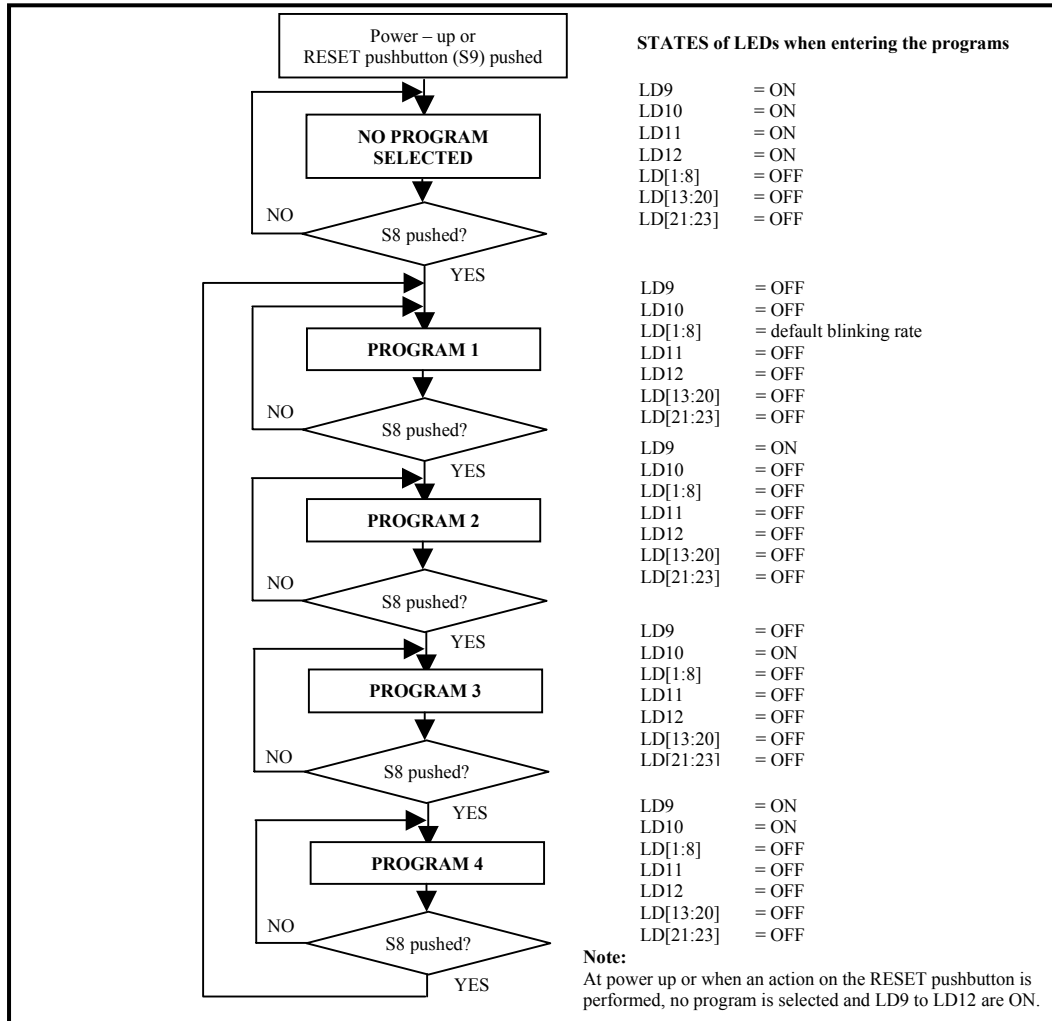 Power – up or
RESET pushbutton (S9) pushed
STATES of LEDs when entering the programs
NO PROGRAM
SELECTED
LD9 = ON
LD10 = ON
LD11 = ON
LD12 = ON
LD[1:8] = OFF
LD[13:20] = OFF
LD[21:23] = OFF
NO
S8 pushed?
YES
LD9 = OFF
LD10 = OFF
LD[1:8] = default blinking rate
LD11 = OFF
LD12 = OFF
LD[13:20] = OFF
LD[21:23] = OFF
PROGRAM 1
NO
S8 pushed?
YES
LD9 = ON
LD10 = OFF
LD[1:8] = OFF
LD11 = OFF
LD12 = OFF
LD[13:20] = OFF
LD[21:23] = OFF
PROGRAM 2
NO
S8 pushed?
YES
LD9 = OFF
LD10 = ON
LD[1:8] = OFF
LD11 = OFF
LD12 = OFF
LD[13:20] = OFF
LD[21:23] = OFF
PROGRAM 3
NO
S8 pushed?
YES
LD9 = ON
LD10 = ON
LD[1:8] = OFF
LD11 = OFF
LD12 = OFF
LD[13:20] = OFF
LD[21:23] = OFF
PROGRAM 4
NO
S8 pushed?
YES
Note:
At power up or when an action on the RESET pushbutton is
performed, no program is selected and LD9 to LD12 are ON.